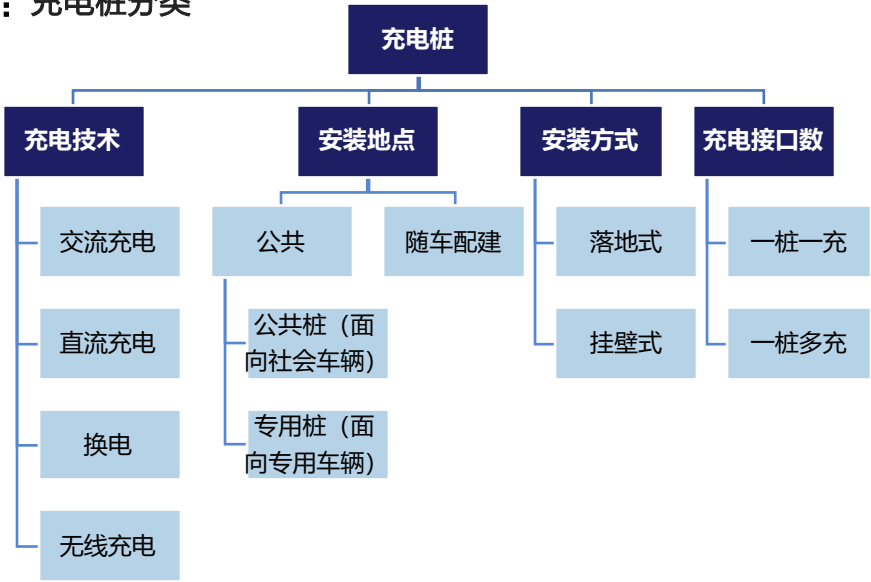 ：充电桩分类
充电桩
充电技术
安装地点
安装方式
充电接口数
交流充电
公共
随车配建
落地式
一桩一充
直流充电
公共桩（面
向社会车辆）
挂壁式
一桩多充
换电
专用桩（面
向专用车辆）
无线充电